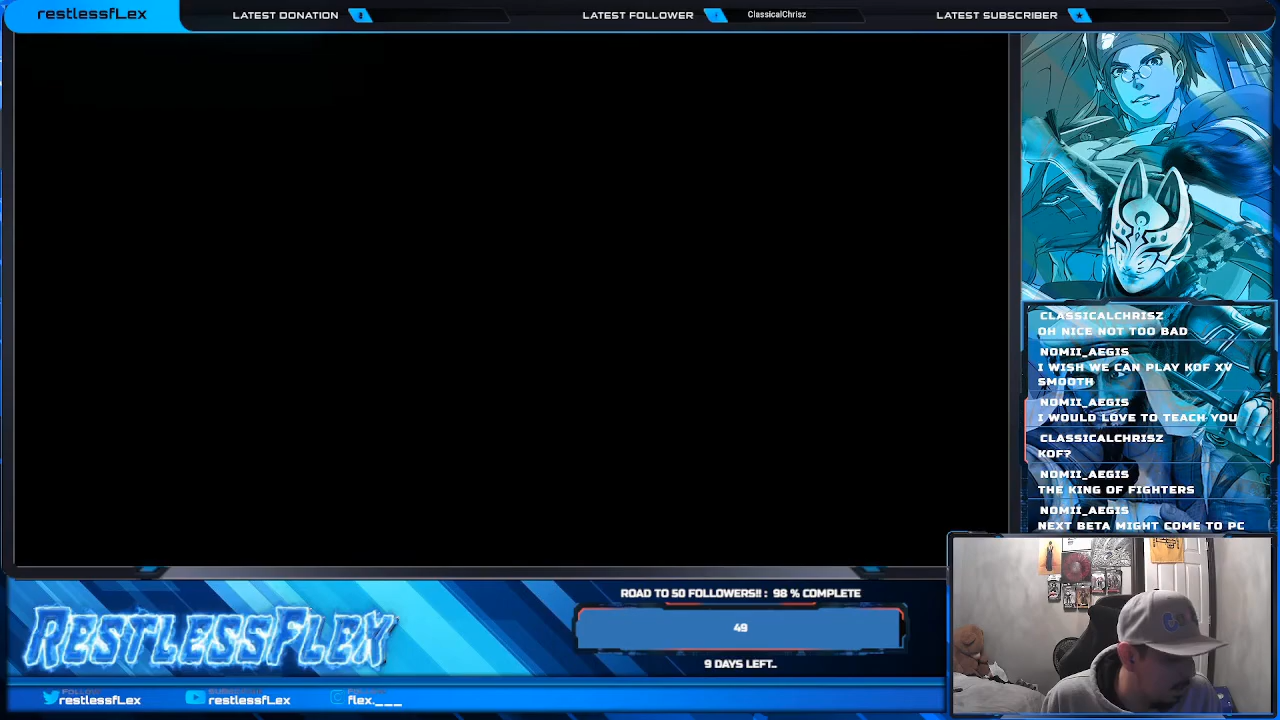 restlessfLex
LATEST DONATION
LATEST FOLLOWER
ClassicalChrisz
LATEST SUBSCRIBER
CLASSICALCHRISZ
OH NICE NOT TOO BAD
NOMII_AEGIS
I WISH WE CAN PLAY KOF XV
SMOOTH
NOMII_AEGIS
I WOULD LOVE TO TEACH YOU
CLASSICALCHRISZ
KOF?
NOMII_AEGIS
THE KING OF FIGHTERS
NOMII_AEGIS
NEXT BETA MIGHT COME TO PC
ROAD TO 50 FOLLOWERS!! : 98 % COMPLETE
49
9 DAYS LEFT..
RESTLESSFLEX
restlessfLex
restlessfLex
flex.___